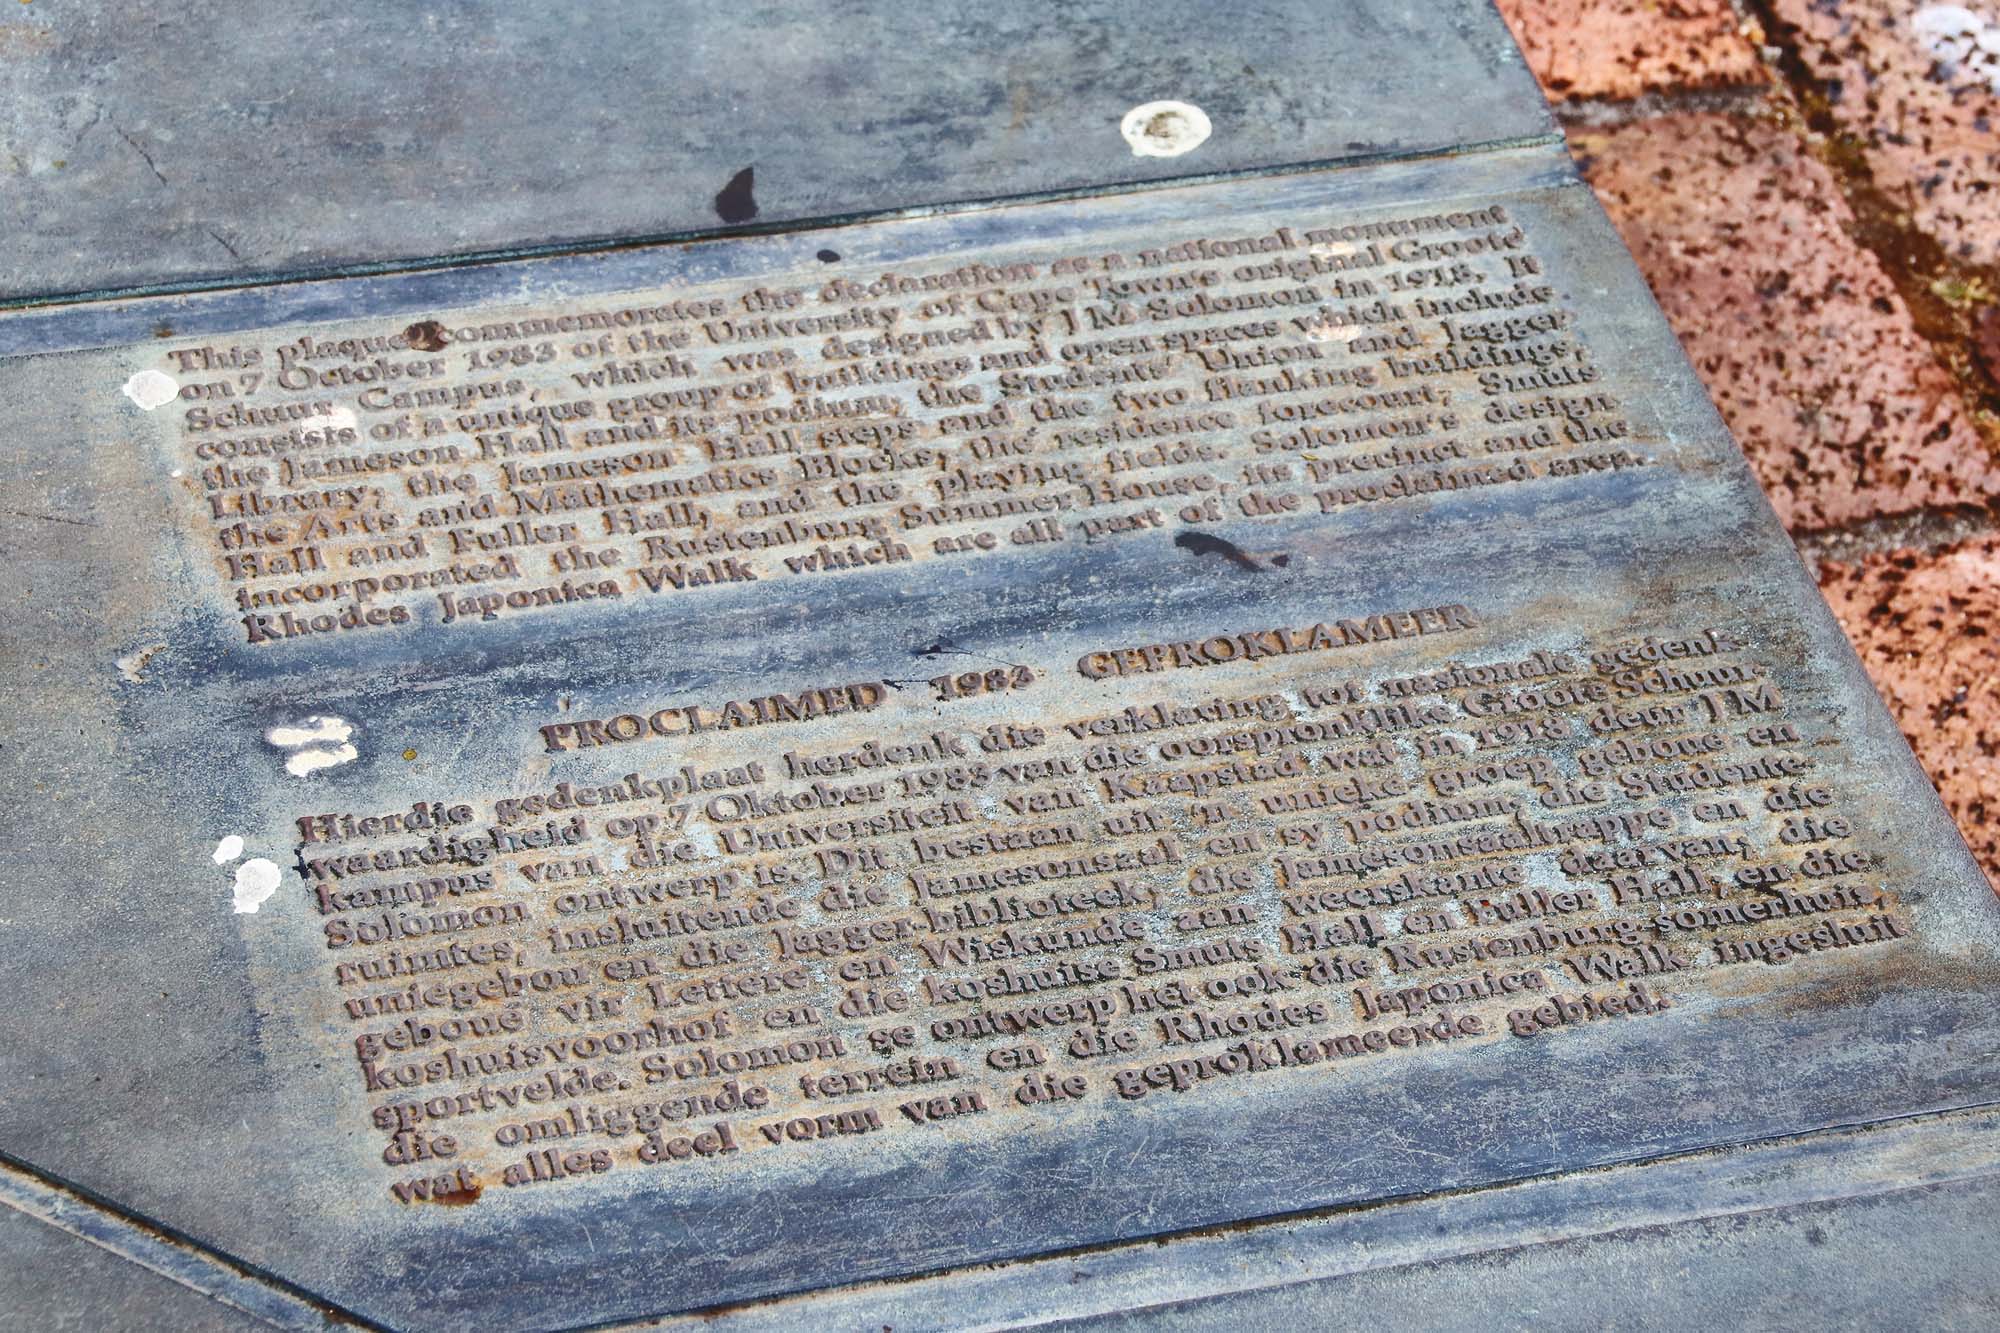 This plaque commemorates the declaration as a national monument
on 7 October 1983 of the University of Cape Town's original Groote
Schuur Campus, which was designed by J M Solomon in 1918. It
consists of a unique group of buildings and open spaces which include
the Jameson Hall and its podium, the Students' Union and Jagger
Library; the Jameson Hall steps and the two flanking buildings,
the Arts and Mathematics Blocks, the residence forecourt; Smuts
Hall and Fuller Hall, and the playing fields. Solomon's design
incorporated the Rustenburg Summer House, its precinct and the
Rhodes Japonica Walk which are all part of the proclaimed area.
PROCLAIMED 1983 GEPROKLAMEER
Hierdie gedenkplaat herdenk die verklaring tot nasionale gedenk-
waardigheid op 7 Oktober 1983 van die oorspronklike Groote Schuur-
kampus van die Universiteit van Kaapstad wat in 1918 deur J M
Solomon ontwerp is. Dit bestaan uit 'n unieke groep geboue en
ruimtes, insluitende die Jamesonsaal en sy podium, die Studente-
uniegebou en die Jagger-biblioteek, die Jamesonsaaltrappe en die
geboue vir Lettere en Wiskunde aan weerskante daarvan; die
koshuisvoorhof en die koshuise Smuts Hall en Fuller Hall, en die
sportvelde. Solomon se ontwerp het ook die Rustenburg-somerhuis,
die omliggende terrein en die Rhodes Japonica Walk ingesluit
wat alles deel vorm van die geproklameerde gebied.